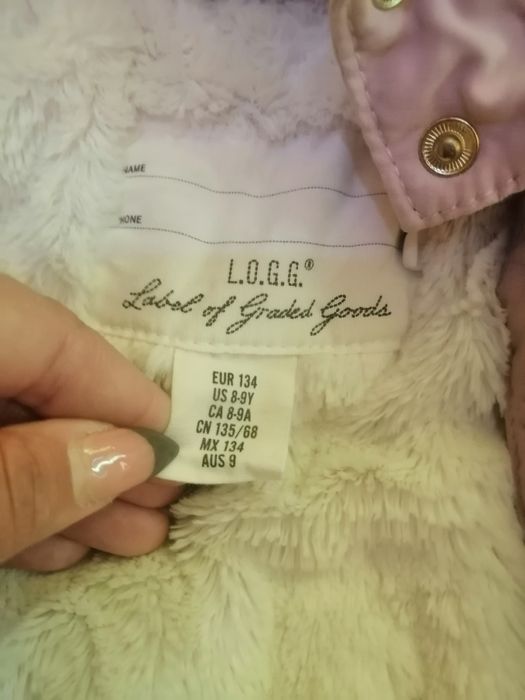 NAME
HONE
L.O.G.G.®
Label of Graded Goods
EUR 134
US 8-9Y
CA 8-9A
CN 135/68
MX 134
AUS 9